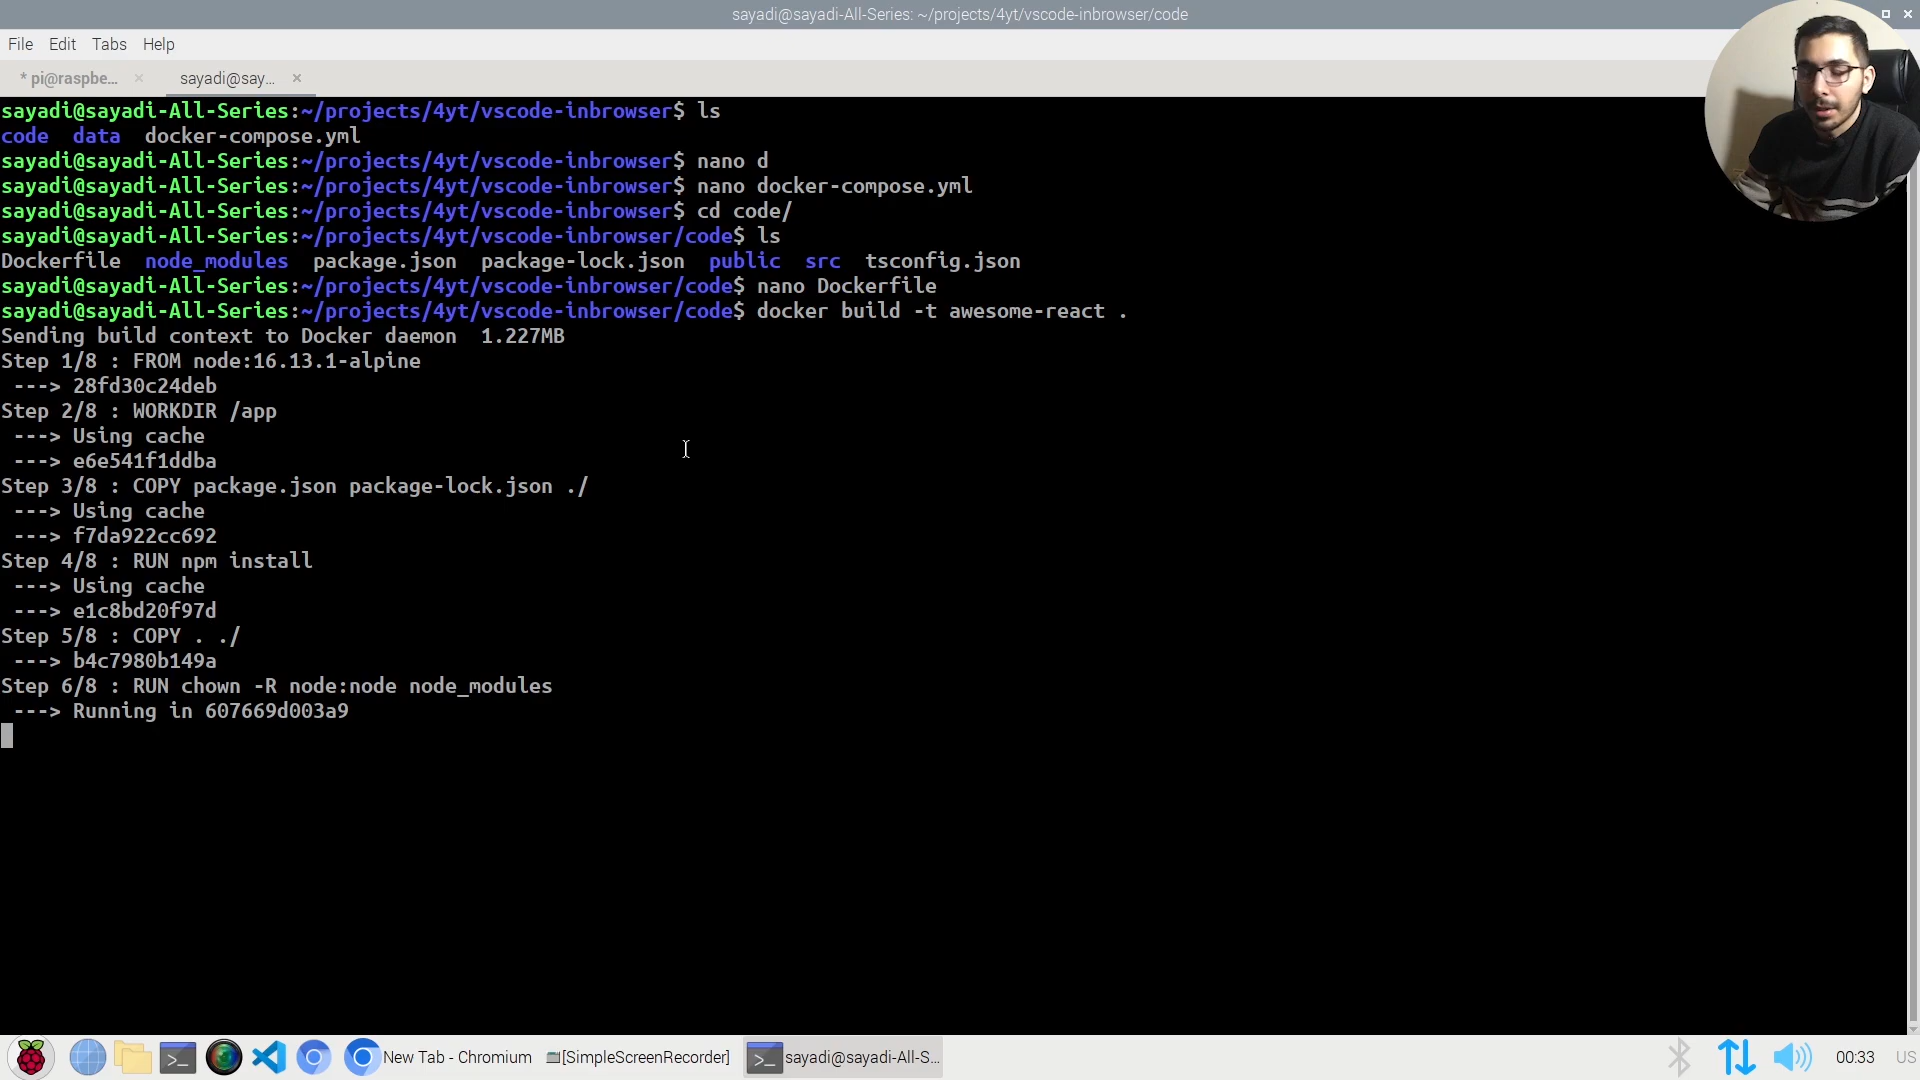 sayadi@sayadi-All-Series: ~/projects/4yt/vscode-inbrowser/code
File Edit Tabs Help
* pi@raspbe... × sayadi@say... ×
sayadi@sayadi-All-Series:~/projects/4yt/vscode-inbrowser$ ls
code data docker-compose.yml
sayadi@sayadi-All-Series:~/projects/4yt/vscode-inbrowser$ nano d
sayadi@sayadi-All-Series:~/projects/4yt/vscode-inbrowser$ nano docker-compose.yml
sayadi@sayadi-All-Series:~/projects/4yt/vscode-inbrowser$ cd code/
sayadi@sayadi-All-Series:~/projects/4yt/vscode-inbrowser/code$ ls
Dockerfile node_modules package.json package-lock.json public src tsconfig.json
sayadi@sayadi-All-Series:~/projects/4yt/vscode-inbrowser/code$ nano Dockerfile
sayadi@sayadi-All-Series:~/projects/4yt/vscode-inbrowser/code$ docker build -t awesome-react .
Sending build context to Docker daemon 1.227MB
Step 1/8 : FROM node:16.13.1-alpine
---> 28fd30c24deb
Step 2/8 : WORKDIR /app
---> Using cache
---> e6e541f1ddba
Step 3/8 : COPY package.json package-lock.json ./
---> Using cache
---> f7da922cc692
Step 4/8 : RUN npm install
---> Using cache
---> e1c8bd20f97d
Step 5/8 : COPY . ./
---> b4c7980b149a
Step 6/8 : RUN chown -R node:node node_modules
---> Running in 607669d003a9
New Tab - Chromium [SimpleScreenRecorder] sayadi@sayadi-All-S... 00:33 US